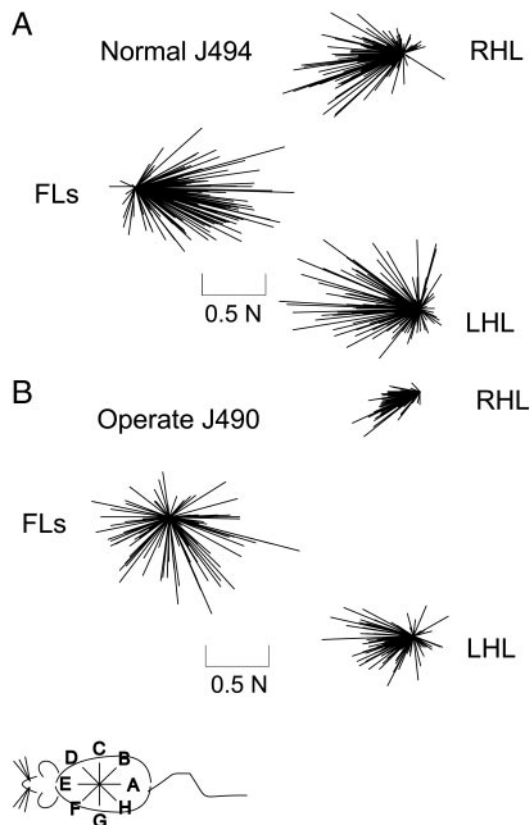 A
Normal J494
RHL
FLs
0.5 N
LHL
B
Operate J490
RHL
FLs
0.5 N
LHL
C
D B
E A
F H
G